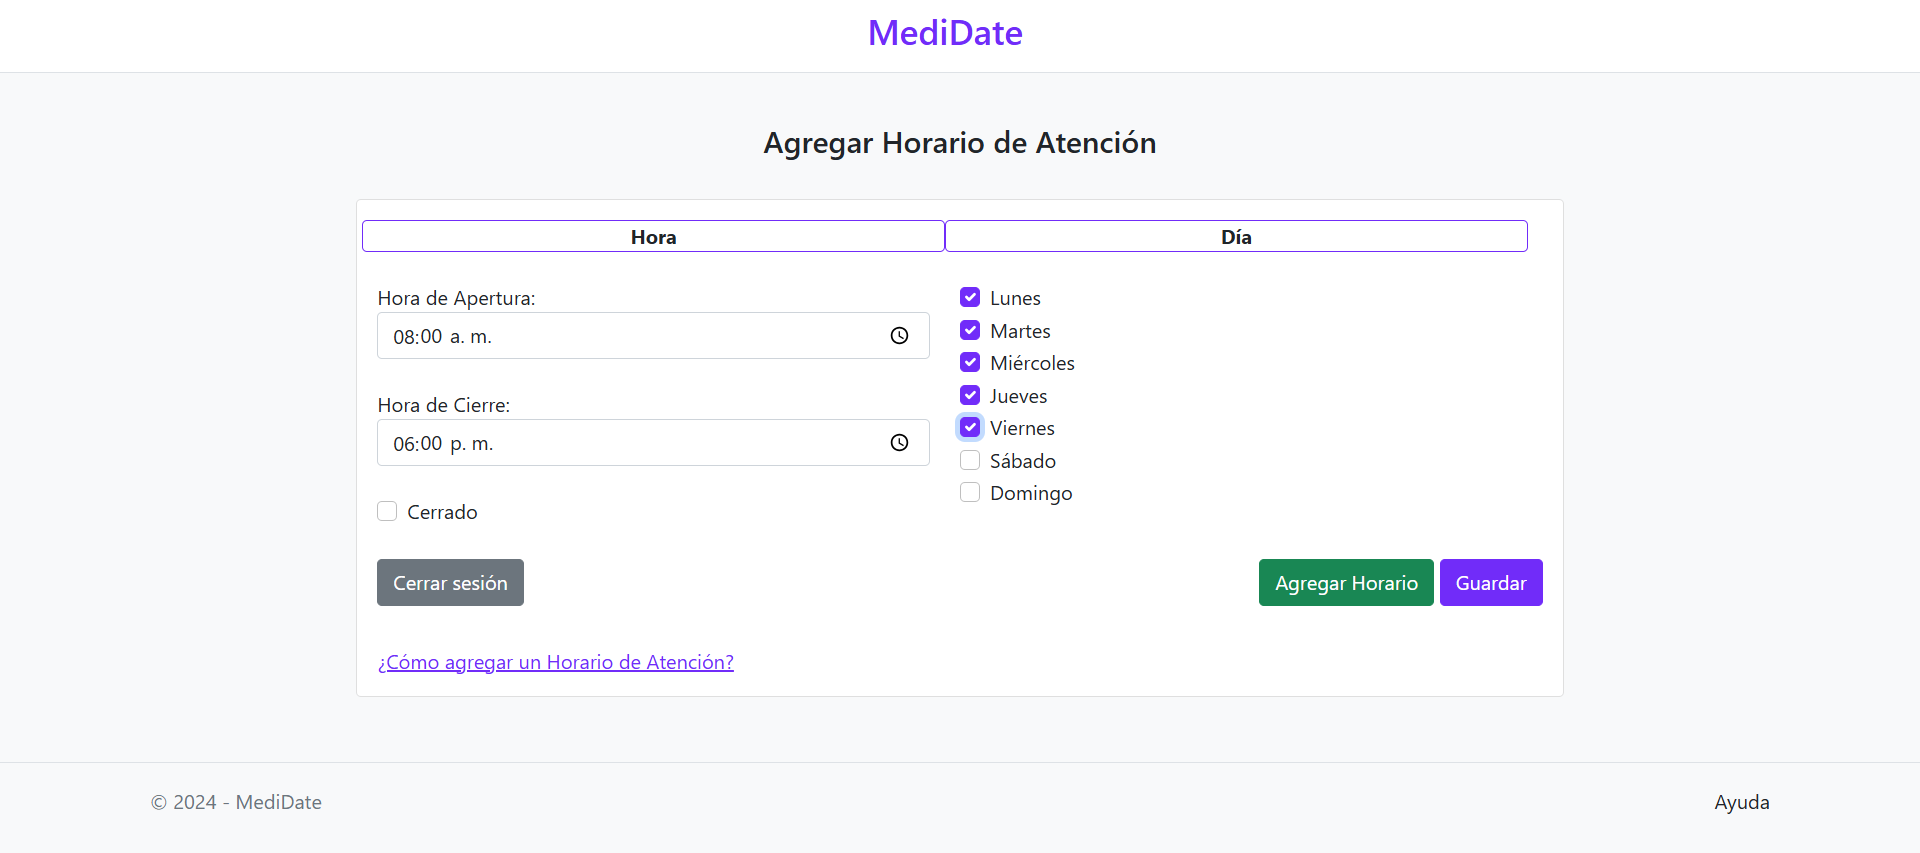 MediDate
Agregar Horario de Atención
Hora
Día
Hora de Apertura:
08:00 a. m.
Hora de Cierre:
06:00 p. m.
Cerrado
Lunes
Martes
Miércoles
Jueves
Viernes
Sábado
Domingo
Cerrar sesión
Agregar Horario
Guardar
¿Cómo agregar un Horario de Atención?
© 2024 - MediDate
Ayuda